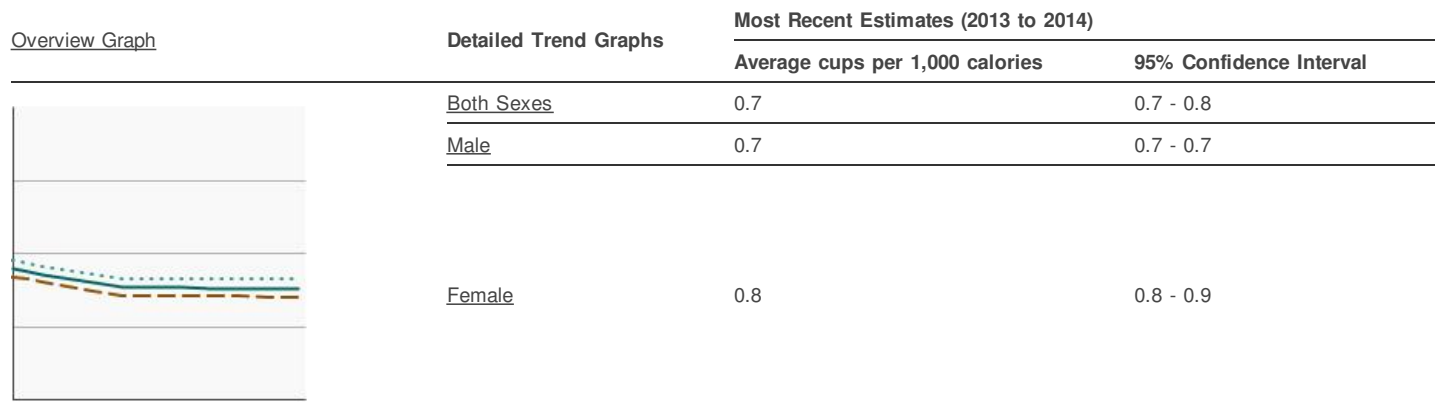 Overview Graph
Detailed Trend Graphs
Most Recent Estimates (2013 to 2014)
Average cups per 1,000 calories
95% Confidence Interval
Both Sexes 0.7 0.7 - 0.8
Male 0.7 0.7 - 0.7
Female 0.8 0.8 - 0.9